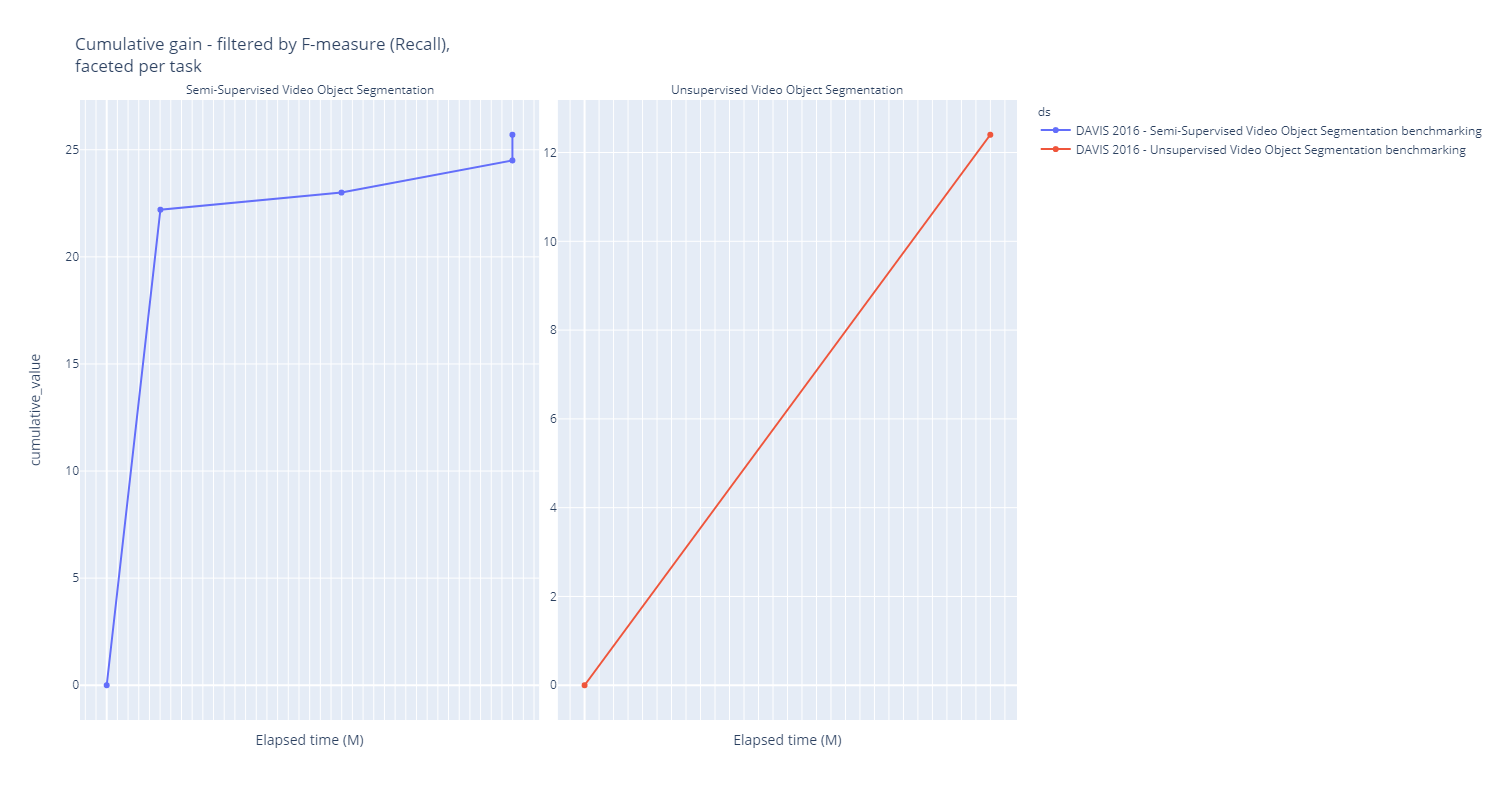 Cumulative gain - filtered by F-measure (Recall),
faceted per task
Semi-Supervised Video Object Segmentation
Unsupervised Video Object Segmentation
ds
DAVIS 2016 - Semi-Supervised Video Object Segmentation benchmarking
DAVIS 2016 - Unsupervised Video Object Segmentation benchmarking
cumulative_value
25
20
15
10
5
0
12
10
8
6
4
2
0
Elapsed time (M)
Elapsed time (M)